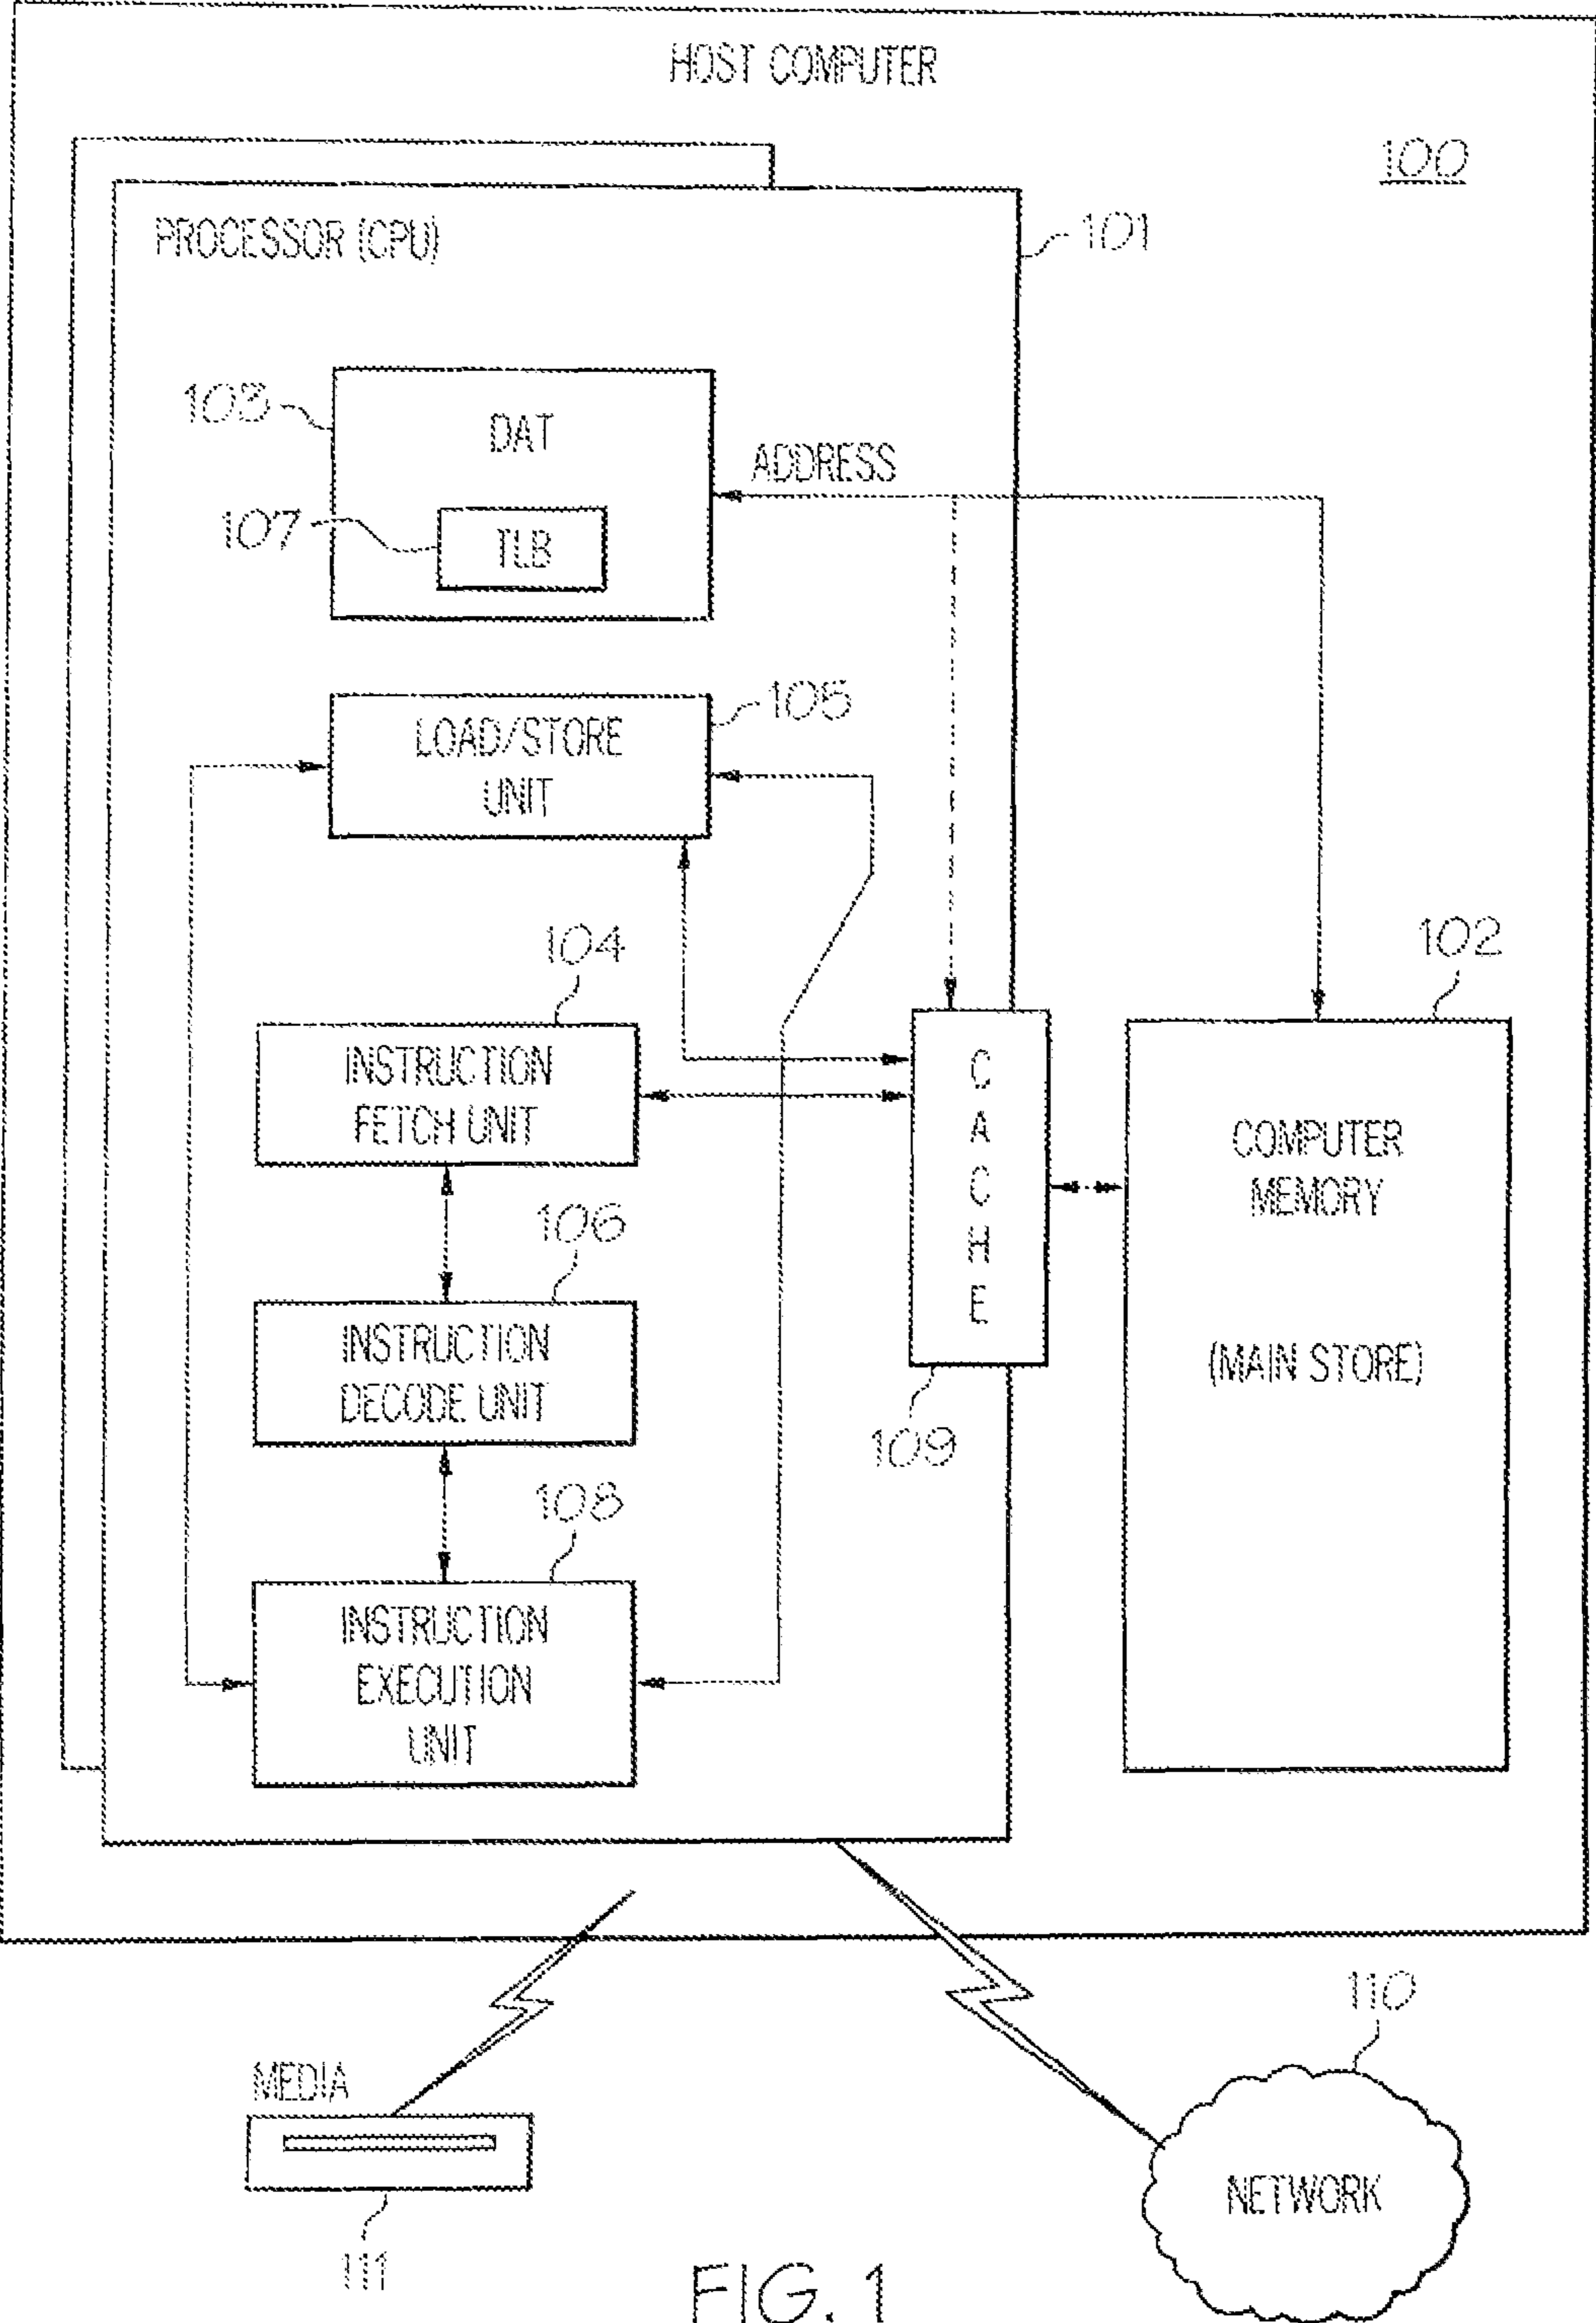 HOST COMPUTER
100
PROCESSOR (CPU)
101
103
DAT
ADDRESS
107
TLB
105
LOAD/STORE
UNIT
104
102
INSTRUCTION
FETCH UNIT
C
A
C
H
E
COMPUTER
MEMORY
(MAIN STORE)
106
INSTRUCTION
DECODE UNIT
109
108
INSTRUCTION
EXECUTION
UNIT
110
MEDIA
NETWORK
111
FIG. 1